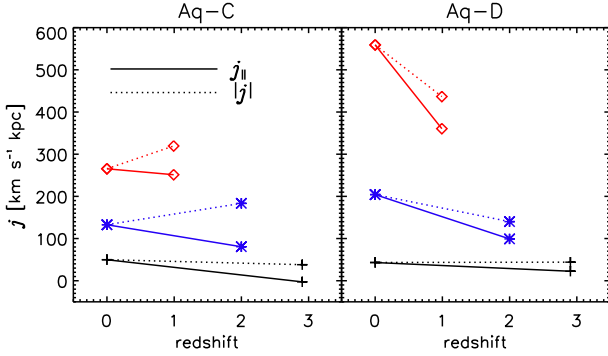 Aq-C Aq-D
600
500
400
300
200
100
0
j [km s⁻¹ kpc]
j∥
|j|
0 1 2 3 0 1 2 3
redshift redshift